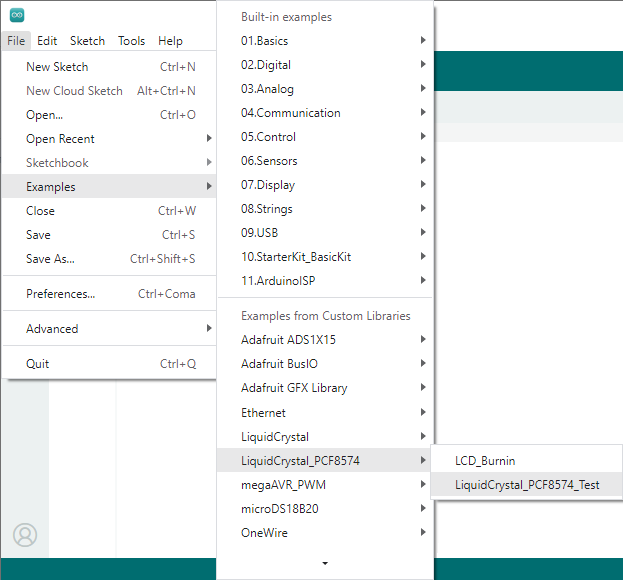 File Edit Sketch Tools Help
New Sketch Ctrl+N
New Cloud Sketch Alt+Ctrl+N
Open... Ctrl+O
Open Recent
Sketchbook
Examples
Close Ctrl+W
Save Ctrl+S
Save As... Ctrl+Shift+S
Preferences... Ctrl+Coma
Advanced
Quit Ctrl+Q
Built-in examples
01.Basics
02.Digital
03.Analog
04.Communication
05.Control
06.Sensors
07.Display
08.Strings
09.USB
10.StarterKit_BasicKit
11.ArduinoISP
Examples from Custom Libraries
Adafruit ADS1X15
Adafruit BusIO
Adafruit GFX Library
Ethernet
LiquidCrystal
LiquidCrystal_PCF8574
megaAVR_PWM
microDS18B20
OneWire
LCD_Burnin
LiquidCrystal_PCF8574_Test